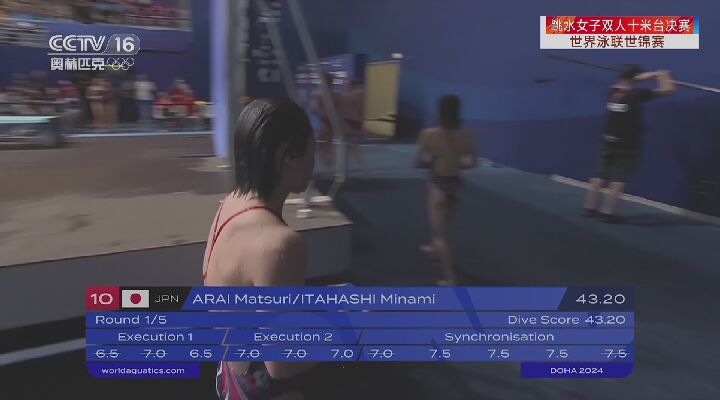 CCTV 16
奥林匹克
跳水女子双人十米台决赛
世界泳联世锦赛
10 JPN ARAI Matsuri/ITAHASHI Minami 43.20
Round 1/5 Dive Score 43.20
Execution 1 Execution 2 Synchronisation
6.5 7.0 6.5 7.0 7.0 7.0 7.0 7.5 7.5 7.5 7.5
worldaquatics.com DOHA 2024